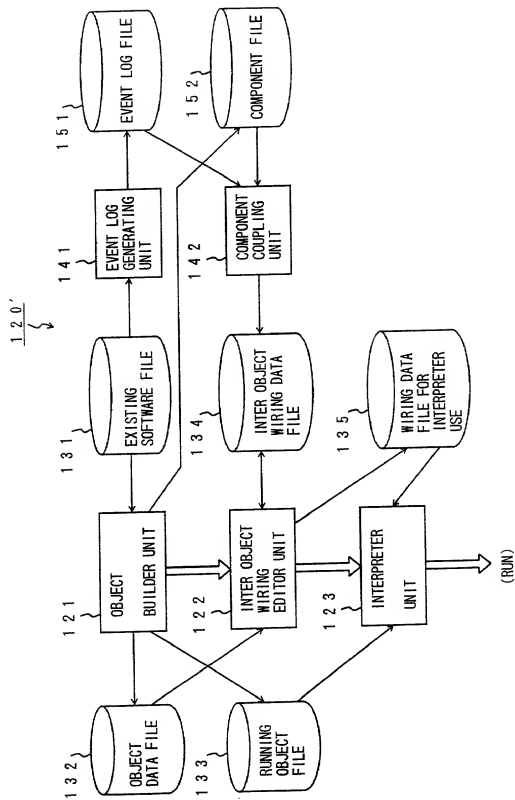 120'
132
OBJECT
DATA FILE
121
OBJECT
BUILDER UNIT
131
EXISTING
SOFTWARE FILE
141
EVENT LOG
GENERATING
UNIT
151
EVENT LOG FILE
133
RUNNING
OBJECT
FILE
122
INTER OBJECT
WIRING
EDITOR UNIT
134
INTER OBJECT
WIRING DATA
FILE
142
COMPONENT
COUPLING
UNIT
152
COMPONENT FILE
123
INTERPRETER
UNIT
135
WIRING DATA
FILE FOR
INTERPRETER
USE
(RUN)